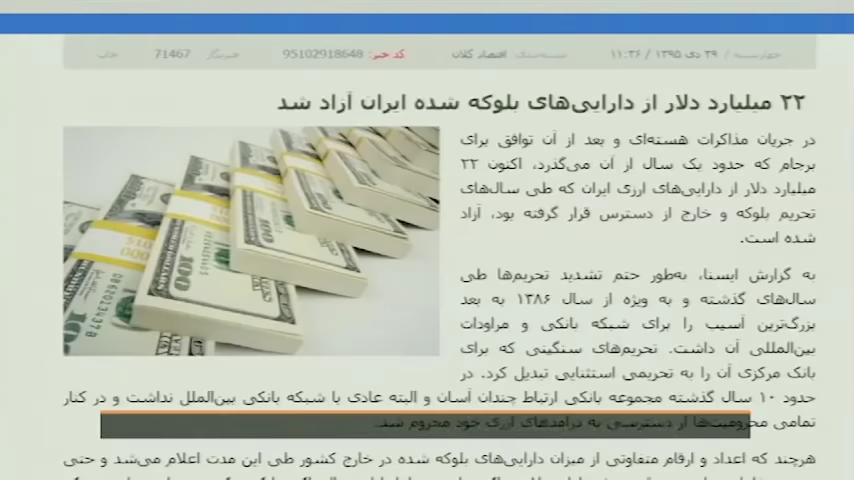 چهارشنبه / ۲۹ دی ۱۳۹۵ / ۱۱:۲۶
دسته‌بندی: اقتصاد کلان
کد خبر: 95102918648
خبرنگار 71467
چاپ
۲۲ میلیارد دلار از دارایی‌های بلوکه شده ایران آزاد شد
در جریان مذاکرات هسته‌ای و بعد از آن توافق برای
برجام که حدود یک سال از آن می‌گذرد، اکنون ۲۲
میلیارد دلار از دارایی‌های ارزی ایران که طی سال‌های
تحریم بلوکه و خارج از دسترس قرار گرفته بود، آزاد
شده است.
به گزارش ایسنا، به‌طور حتم تشدید تحریم‌ها طی
سال‌های گذشته و به ویژه از سال ۱۳۸۶ به بعد
بزرگ‌ترین آسیب را برای شبکه بانکی و مراودات
بین‌المللی آن داشت. تحریم‌های سنگینی که برای
بانک مرکزی آن را به تحریمی استثنایی تبدیل کرد. در
حدود ۱۰ سال گذشته مجموعه بانکی ارتباط چندان آسان و البته عادی با شبکه بانکی بین‌الملل نداشت و در کنار
تمامی محرومیت‌ها از دسترسی به درآمدهای ارزی خود محروم شد.
هرچند که اعداد و ارقام متفاوتی از میزان دارایی‌های بلوکه شده در خارج کشور طی این مدت اعلام می‌شد و حتی